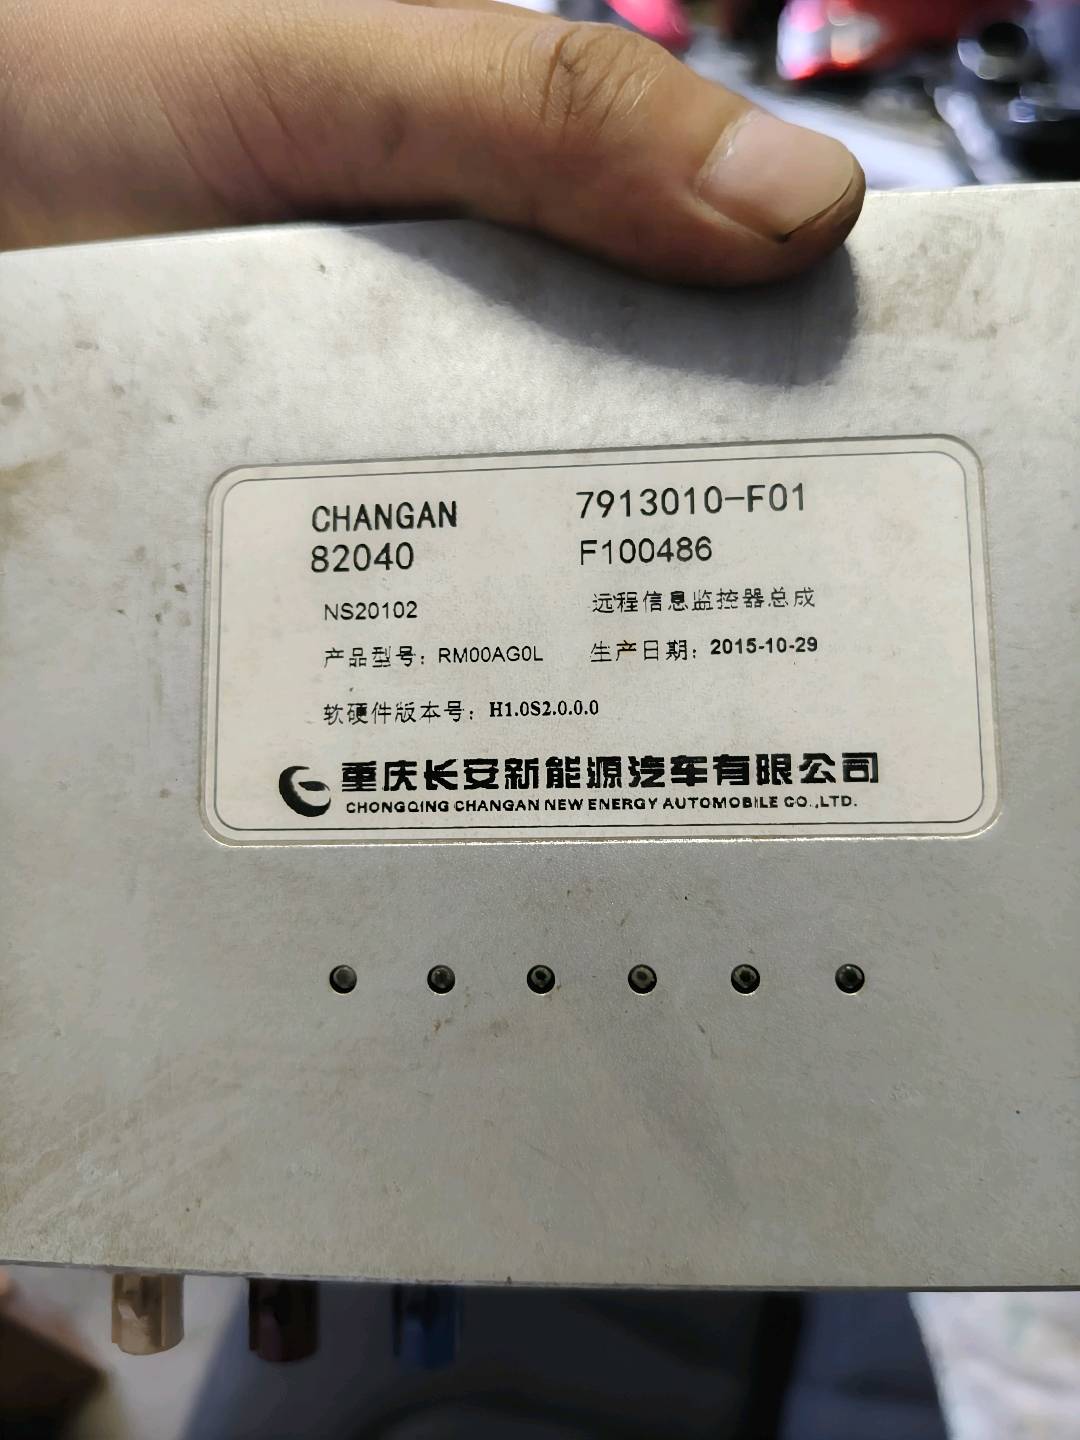 CHANGAN 7913010-F01
82040 F100486
NS20102 远程信息监控器总成
产品型号：RM00AG0L 生产日期：2015-10-29
软硬件版本号：H1.0S2.0.0.0
重庆长安新能源汽车有限公司
CHONGQING CHANGAN NEW ENERGY AUTOMOBILE CO.,LTD.